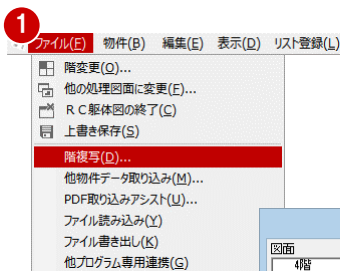 1
ファイル(F) 物件(B) 編集(E) 表示(D) リスト登録(L)
階変更(O)...
他の処理図面に変更(F)...
RC躯体図の終了(C)
上書き保存(S)
階複写(D)...
他物件データ取り込み(M)...
PDF取り込みアシスト(U)...
ファイル読み込み(Y)
ファイル書き出し(K)
他プログラム専用連携(G)
図面
4階